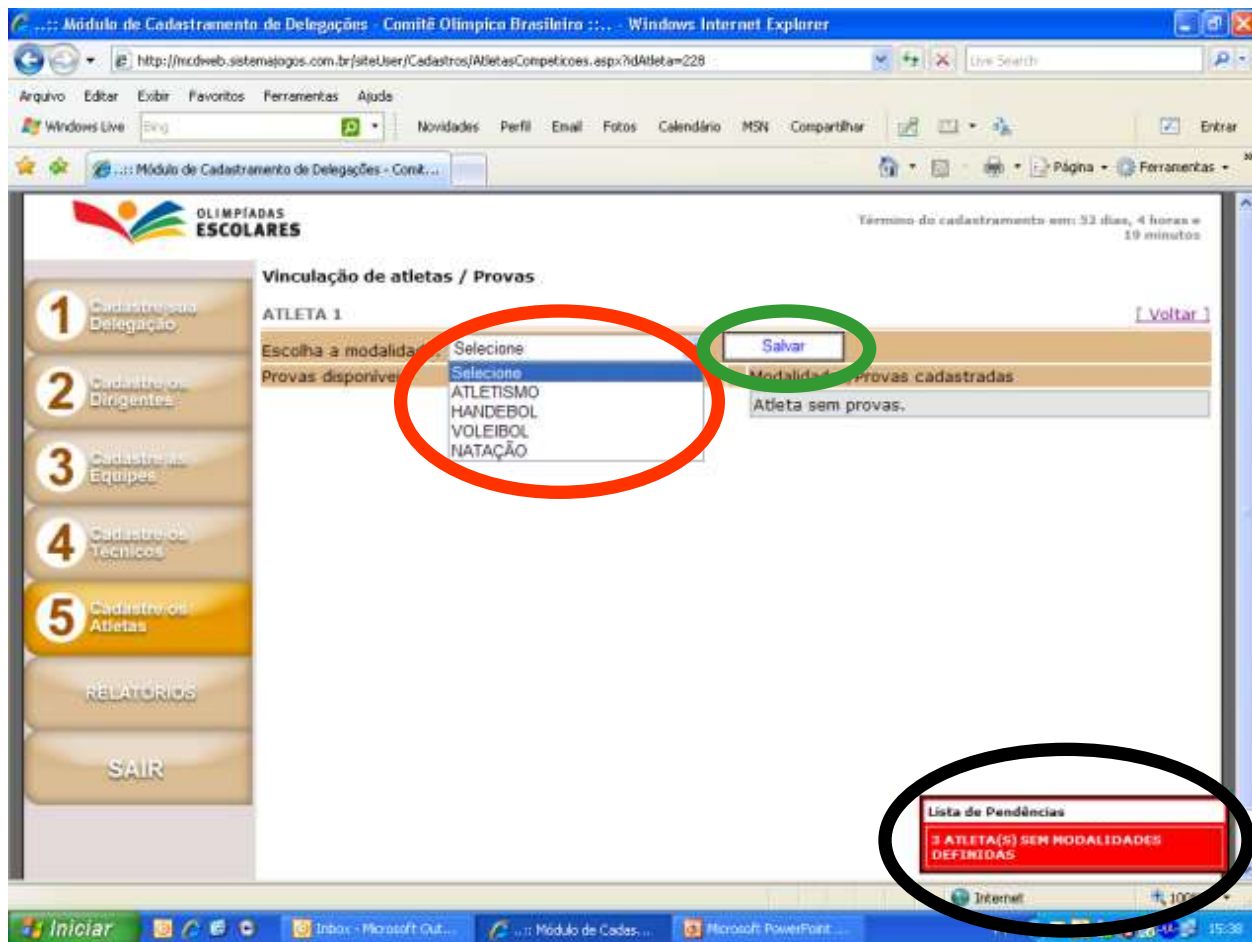 ..:: Módulo de Cadastramento de Delegações - Comitê Olímpico Brasileiro ::... - Windows Internet Explorer
http://mcdweb.sistemajogos.com.br/siteUser/Cadastros/AtletasCompeticoes.aspx?idAtleta=228
Live Search
Arquivo Editar Exibir Favoritos Ferramentas Ajuda
Windows Live Bing Novidades Perfil Email Fotos Calendário MSN Compartilhar Entrar
..:: Módulo de Cadastramento de Delegações - Comit... Página Ferramentas
OLIMPÍADAS
ESCOLARES
Término do cadastramento em: 53 dias, 4 horas e
19 minutos
Vinculação de atletas / Provas
ATLETA 1 [ Voltar ]
Escolha a modalidad Selecione Salvar
Provas disponíve Selecione Modalidades/Provas cadastradas
ATLETISMO Atleta sem provas.
HANDEBOL
VOLEIBOL
NATAÇÃO
1 Cadastre sua
Delegação
2 Cadastre os
Dirigentes
3 Cadastre as
Equipes
4 Cadastre os
Técnicos
5 Cadastre os
Atletas
RELATÓRIOS
SAIR
Lista de Pendências
3 ATLETA(S) SEM MODALIDADES
DEFINIDAS
Internet
Iniciar Inbox - Microsoft Out... ..:: Módulo de Cadas... Microsoft PowerPoint ... 15:38